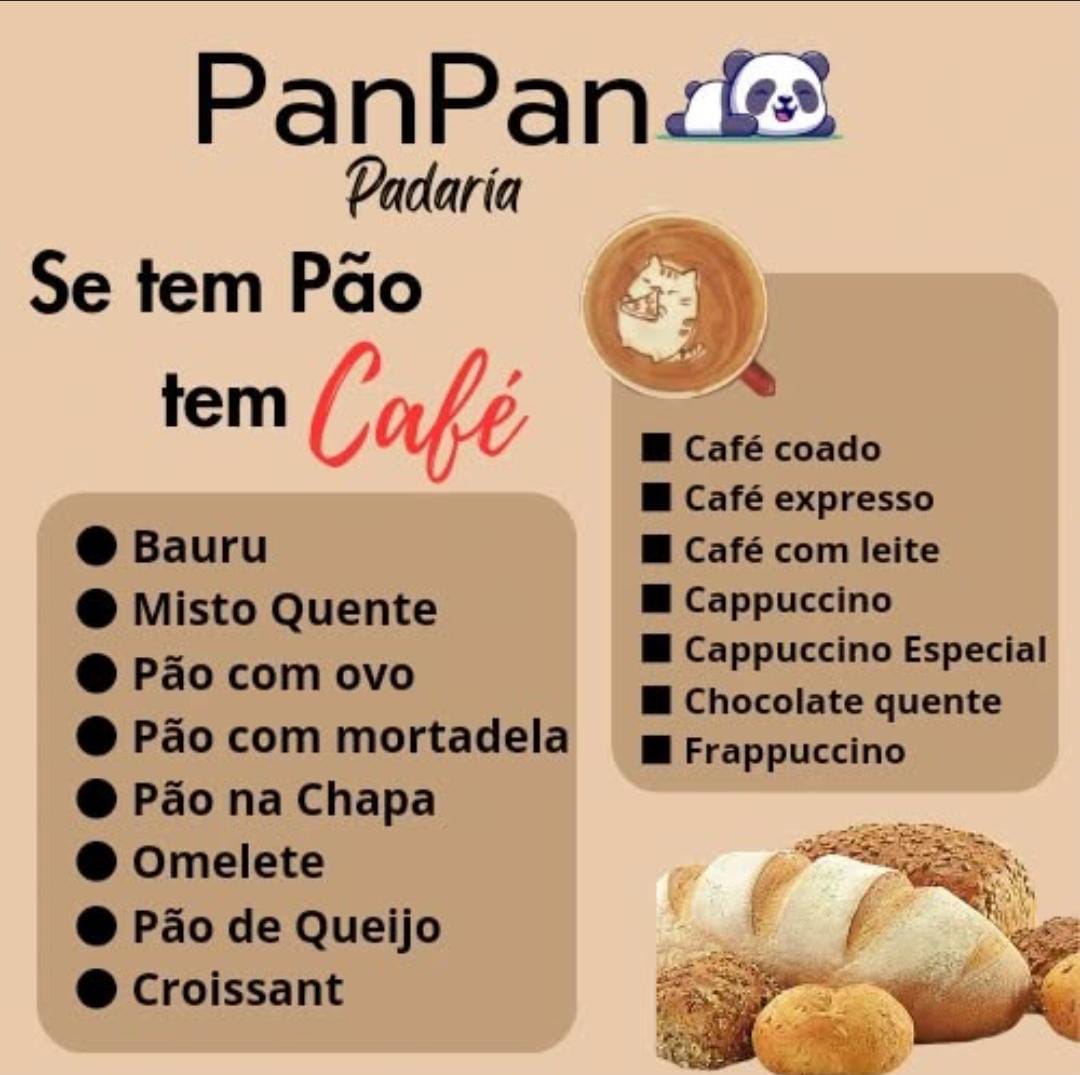 PanPan
Padaria
Se tem Pão
tem Café
● Bauru
● Misto Quente
● Pão com ovo
● Pão com mortadela
● Pão na Chapa
● Omelete
● Pão de Queijo
● Croissant
■ Café coado
■ Café expresso
■ Café com leite
■ Cappuccino
■ Cappuccino Especial
■ Chocolate quente
■ Frappuccino